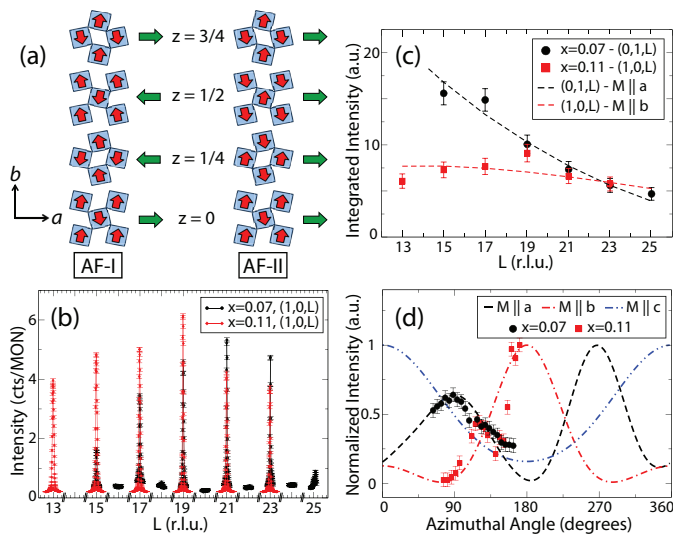 (a)
z = 3/4
z = 1/2
z = 1/4
z = 0
b
a
AF-I
AF-II
(c)
x=0.07 - (0,1,L)
x=0.11 - (1,0,L)
(0,1,L) - M || a
(1,0,L) - M || b
Integrated Intensity (a.u.)
20
15
10
5
0
13 15 17 19 21 23 25
L (r.l.u.)
(b)
x=0.07, (1,0,L)
x=0.11, (1,0,L)
Intensity (cts/MON)
6
4
2
0
13 15 17 19 21 23 25
L (r.l.u.)
(d)
M || a M || b M || c
x=0.07 x=0.11
Normalized Intensity (a.u.)
1
0.5
0
0 90 180 270 360
Azimuthal Angle (degrees)